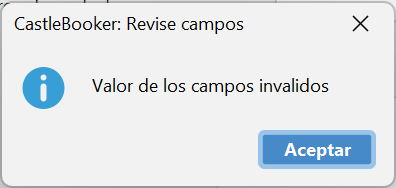 CastleBooker: Revise campos
Valor de los campos invalidos
Aceptar